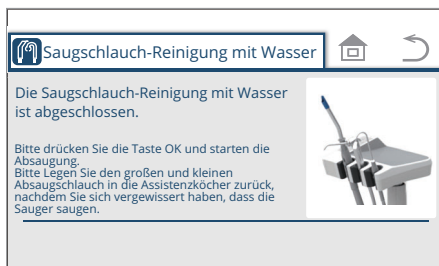 Saugschlauch-Reinigung mit Wasser
Die Saugschlauch-Reinigung mit Wasser
ist abgeschlossen.
Bitte drücken Sie die Taste OK und starten die
Absaugung.
Bitte Legen Sie den großen und kleinen
Absaugschlauch in die Assistenzköcher zurück,
nachdem Sie sich vergewissert haben, dass die
Sauger saugen.